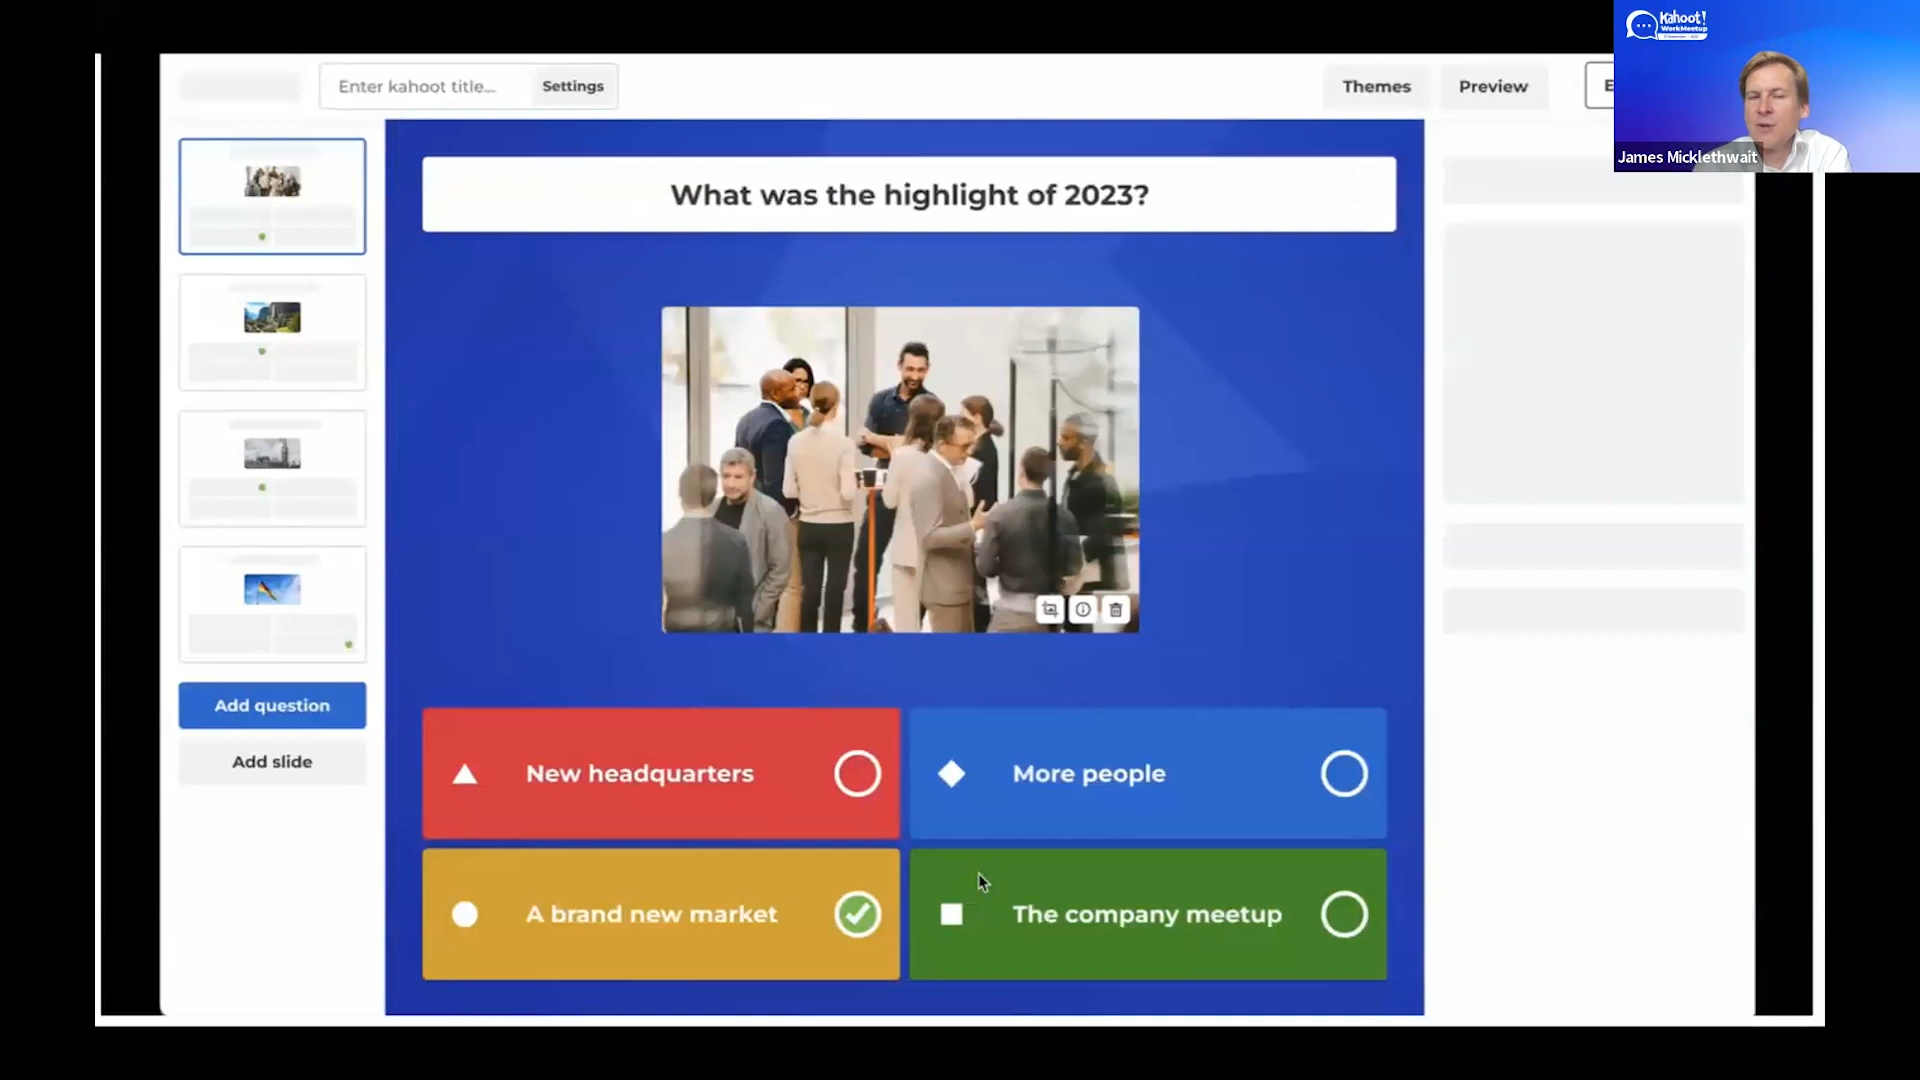 Kahoot!
WorkMeetup
Enter kahoot title...
Settings
Themes
Preview
James Micklethwait
What was the highlight of 2023?
Add question
Add slide
New headquarters
More people
A brand new market
The company meetup